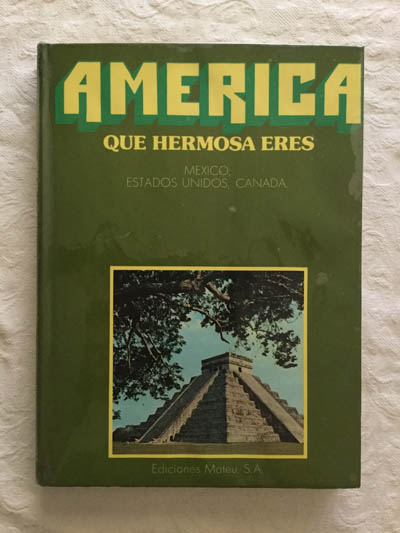 AMERICA
QUE HERMOSA ERES
MEXICO,
ESTADOS UNIDOS, CANADA
Ediciones Mateu, S.A.